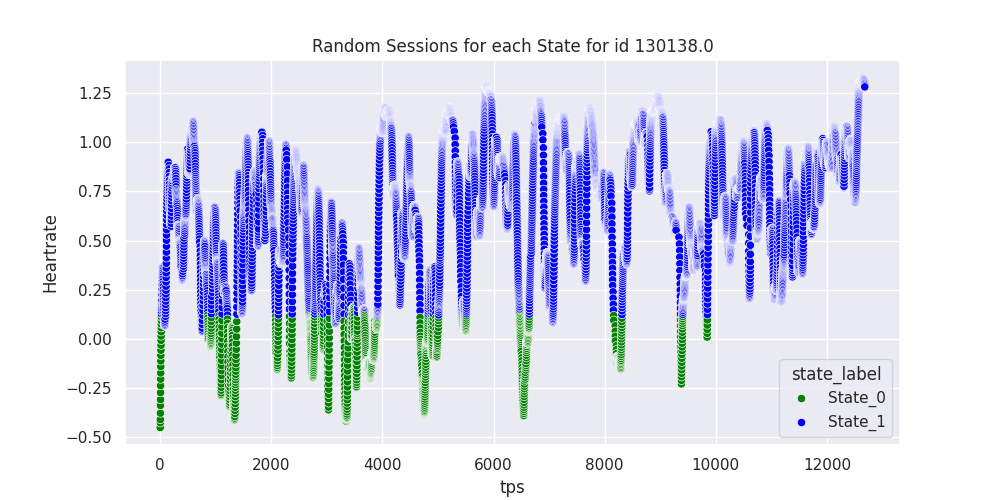 Random Sessions for each State for id 130138.0
Heartrate
1.25
1.00
0.75
0.50
0.25
0.00
−0.25
−0.50
0
2000
4000
6000
8000
10000
12000
tps
state_label
State_0
State_1